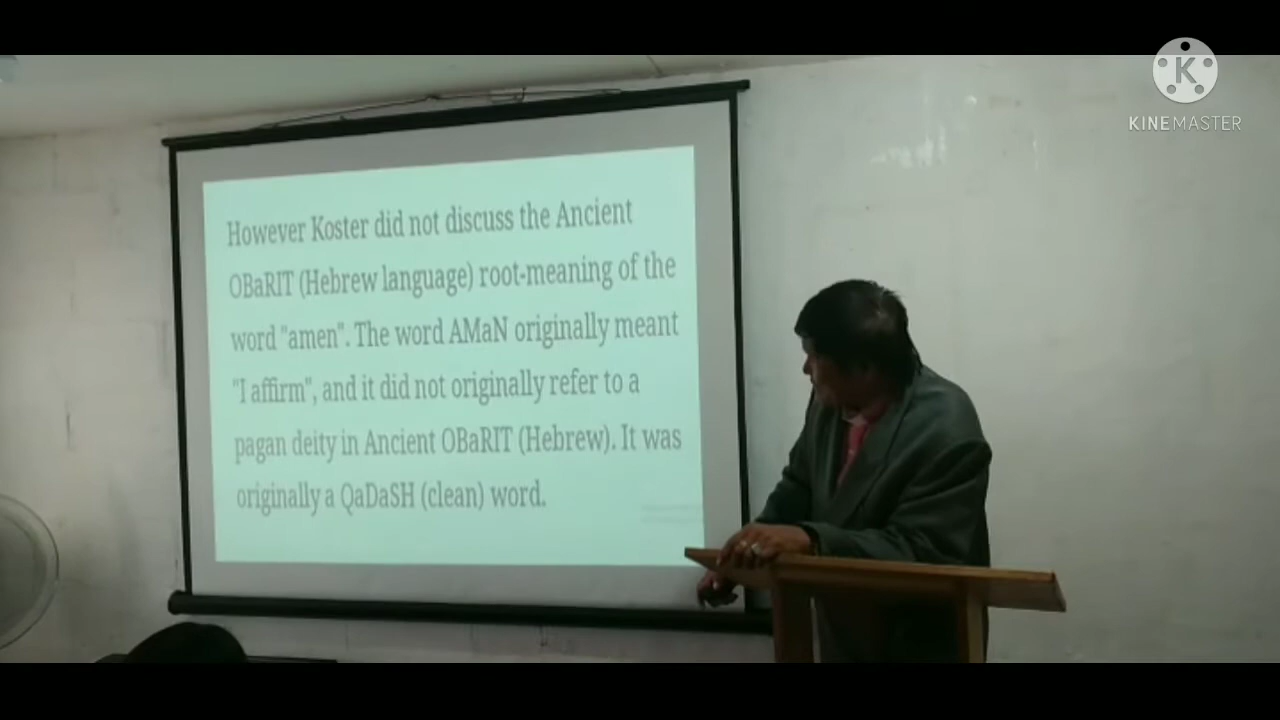 However Koster did not discuss the Ancient
OBaRIT (Hebrew language) root-meaning of the
word "amen". The word AMaN originally meant
"I affirm", and it did not originally refer to a
pagan deity in Ancient OBaRIT (Hebrew). It was
originally a QaDaSH (clean) word.
K
KINEMASTER